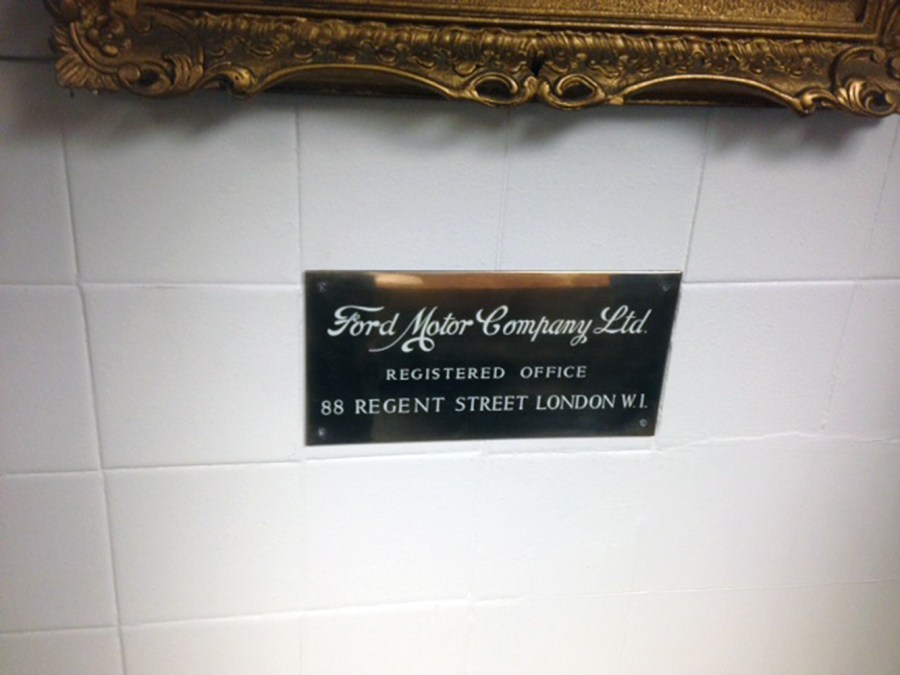 Ford Motor Company Ltd.
REGISTERED OFFICE
88 REGENT STREET LONDON W.1.